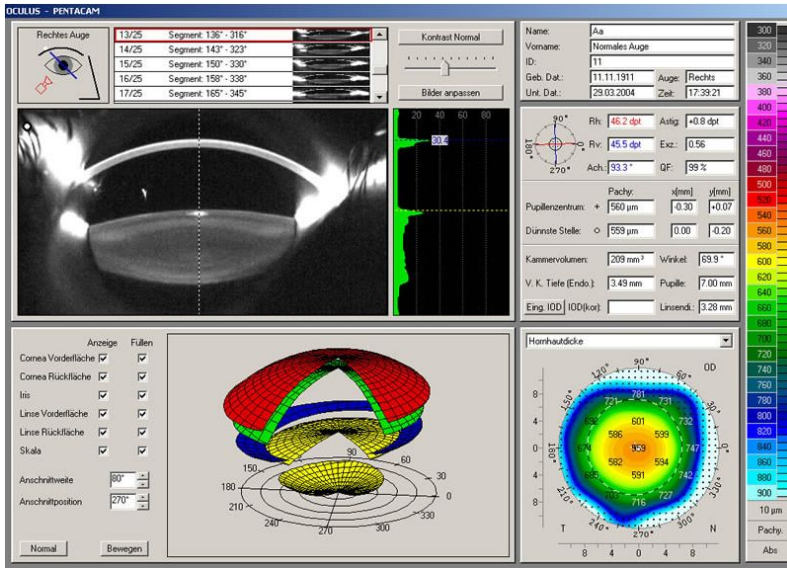 OCULUS - PENTACAM
Rechtes Auge
13/25 Segment: 136° - 316°
14/25 Segment: 143° - 323°
15/25 Segment: 150° - 330°
16/25 Segment: 158° - 338°
17/25 Segment: 165° - 345°
Kontrast Normal
Bilder anpassen
20 40 60 80
30.4
Name: Aa
Vorname: Normales Auge
ID: 11
Geb. Dat.: 11.11.1911 Auge: Rechts
Unt. Dat.: 29.03.2004 Zeit: 17:39:21
90°
180° 0°
270°
Rh: 46.2 dpt Astig: +0.8 dpt
Rv: 45.5 dpt Exz.: 0.56
Ach.: 93.3° QF: 99 %
Pachy: x[mm] y[mm]
Pupillenzentrum: + 560 µm -0.30 +0.07
Dünnste Stelle: O 559 µm 0.00 -0.20
Kammervolumen: 209 mm³ Winkel: 69.9 °
V. K. Tiefe (Endo.): 3.49 mm Pupille: 7.00 mm
Eing. IOD IOD(kor): Linsendi.: 3.28 mm
Anzeige Füllen
Cornea Vorderfläche
Cornea Rückfläche
Iris
Linse Vorderfläche
Linse Rückfläche
Skala
Anschnittweite 80°
Anschnittposition 270°
Normal
Bewegen
90
60
30
0
330
300
270
240
210
180
150
Hornhautdicke
OD
90°
120° 60°
150° 30°
180° 0°
210° 330°
240° 300°
270°
8
4
0
4
8
721 781 731
692 601 732
586 599
747
582 594
591 742
716 727
T N
8 4 0 4 8
300
320
340
360
380
400
420
440
460
480
500
520
540
560
580
600
620
640
660
680
700
720
740
760
780
800
820
840
860
880
900
10 µm
Pachy.
Abs